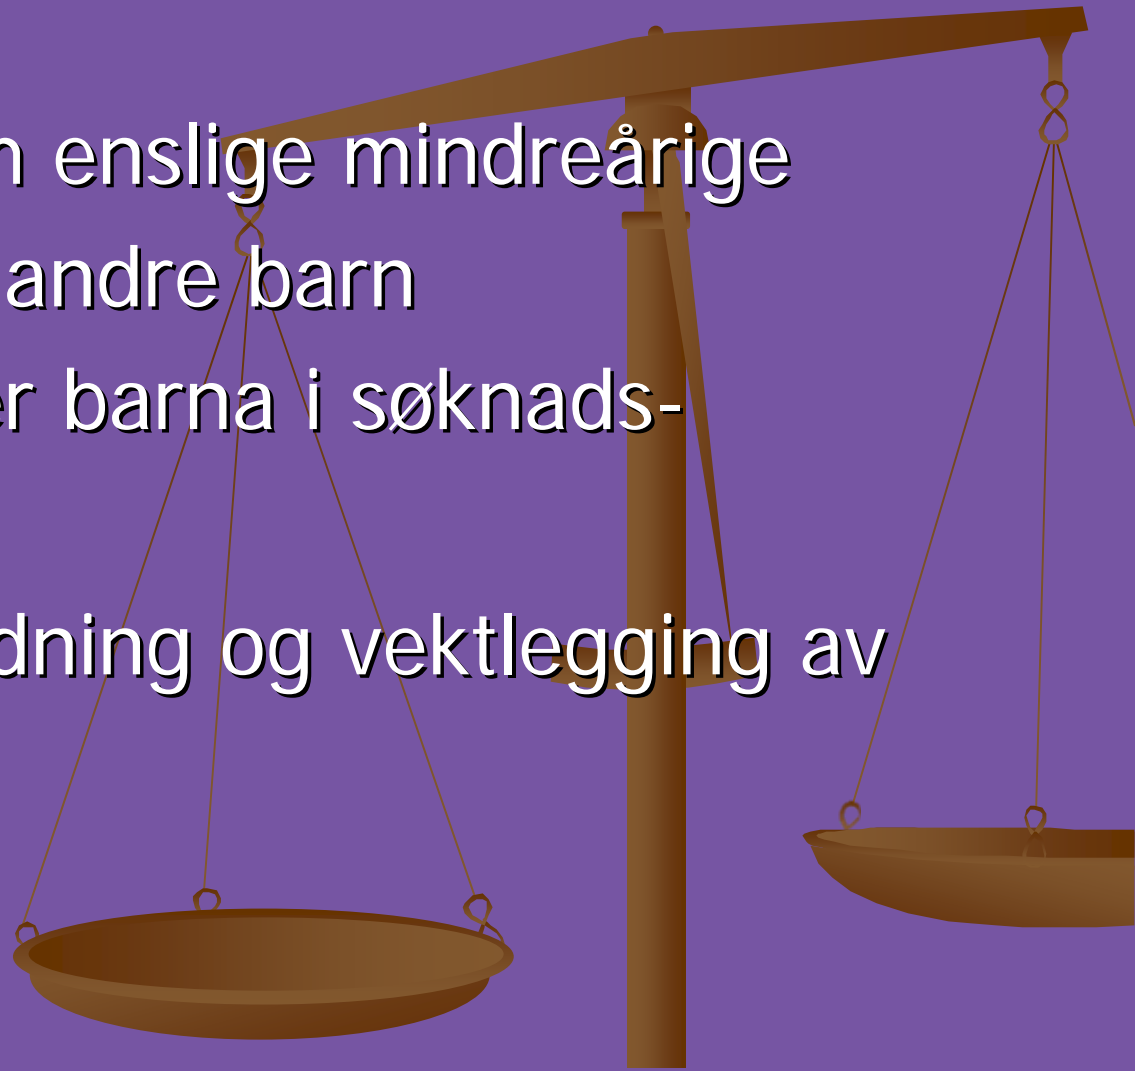 n enslige mindreårige
andre barn
er barna i søknads-
dning og vektlegging av